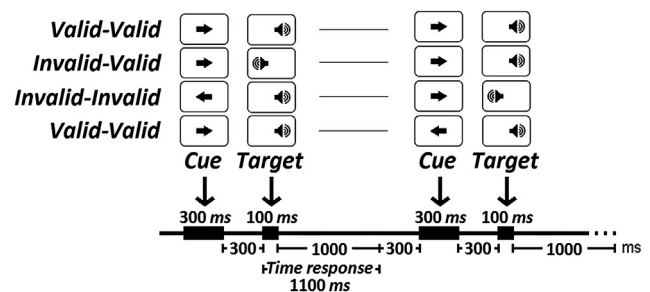 Valid-Valid
Invalid-Valid
Invalid-Invalid
Valid-Valid
Cue Target Cue Target
300 ms 100 ms 300 ms 100 ms
300 1000 300 300 1000 ms
Time response
1100 ms